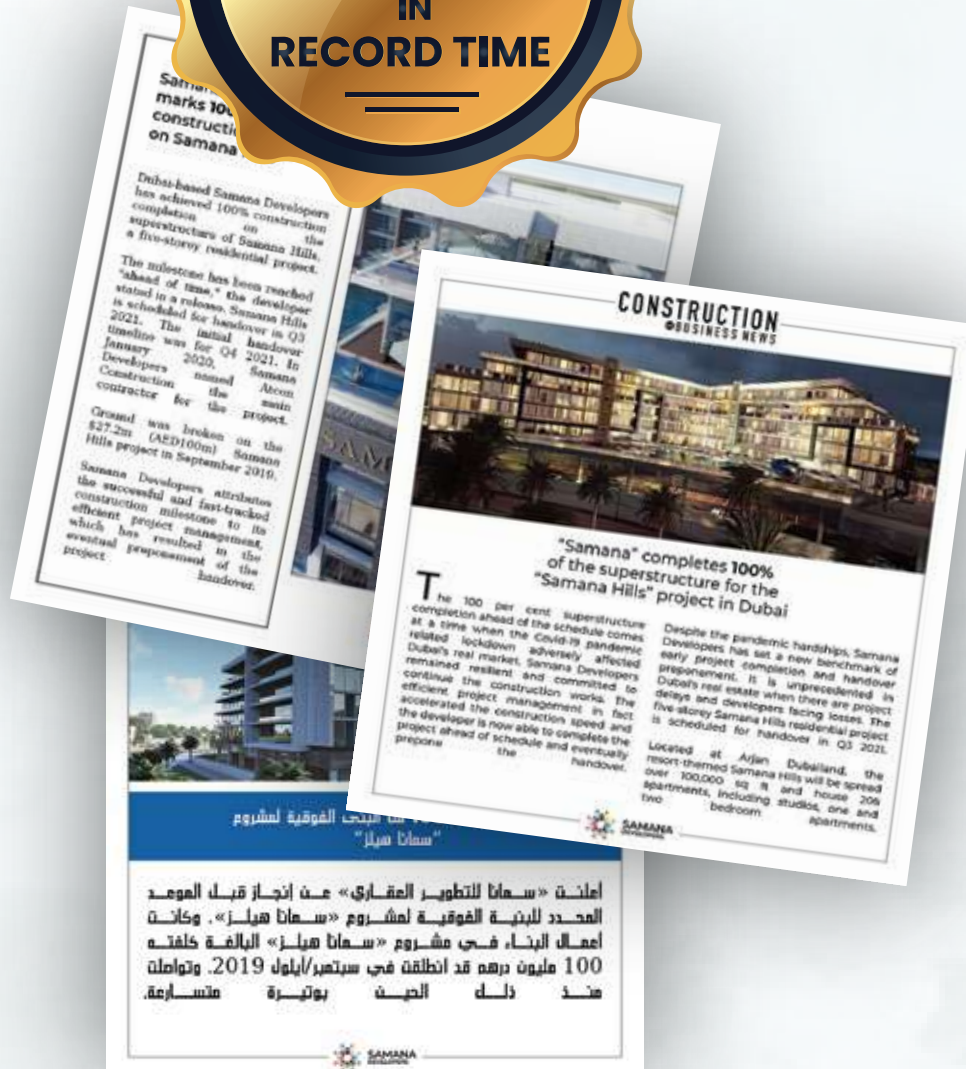 IN
RECORD TIME
marks
on Samana
Dubai-based Samana Developers
has achieved 100% construction
completion on the
superstructure of Samana Hills,
a five-storey residential project.
The milestone has been reached
"ahead of time," the developer
stated in a release. Samana Hills
is scheduled for handover in Q3
2021. The initial handover
timeline was for Q4 2021. In
January 2020, Samana
Developers named Atcon
Construction the main
contractor for the project.
Ground was broken on the
$27.2m (AED100m) Samana
Hills project in September 2019.
Samana Developers attributes
the successful and fast-tracked
construction milestone to its
efficient project management,
which has resulted in the
eventual preponement of the
project handover.
CONSTRUCTION
BUSINESS NEWS
"Samana" completes 100%
of the superstructure for the
"Samana Hills" project in Dubai
The 100 per cent superstructure
completion ahead of the schedule comes
at a time when the Covid-19 pandemic
related lockdown adversely affected
Dubai's real market. Samana Developers
remained resilient and committed to
continue the construction works. The
efficient project management in fact
accelerated the construction speed and
the developer is now able to complete the
project ahead of schedule and eventually
prepone the handover.
Despite the pandemic hardships, Samana
Developers has set a new benchmark of
early project completion and handover
preponement. It is unprecedented in
Dubai's real estate when there are project
delays and developers facing losses. The
five-storey Samana Hills residential project
is scheduled for handover in Q3 2021.
Located at Arjan Dubailand, the
resort-themed Samana Hills will be spread
over 100,000 sq ft and house 206
apartments, including studios, one and
two bedroom apartments.
SAMANA
DEVELOPERS
البنى الفوقية لمشروع
"سمانا هيلز"
أعلنت «سمانا للتطوير العقاري» عن إنجاز قبل الموعد
المحدد للبنية الفوقية لمشروع «سمانا هيلز». وكانت
أعمال البناء في مشروع «سمانا هيلز» البالغة كلفته
100 مليون درهم قد انطلقت في سبتمبر/أيلول 2019. وتواصلت
منذ ذلك الحين بوتيرة متسارعة.
SAMANA
DEVELOPERS